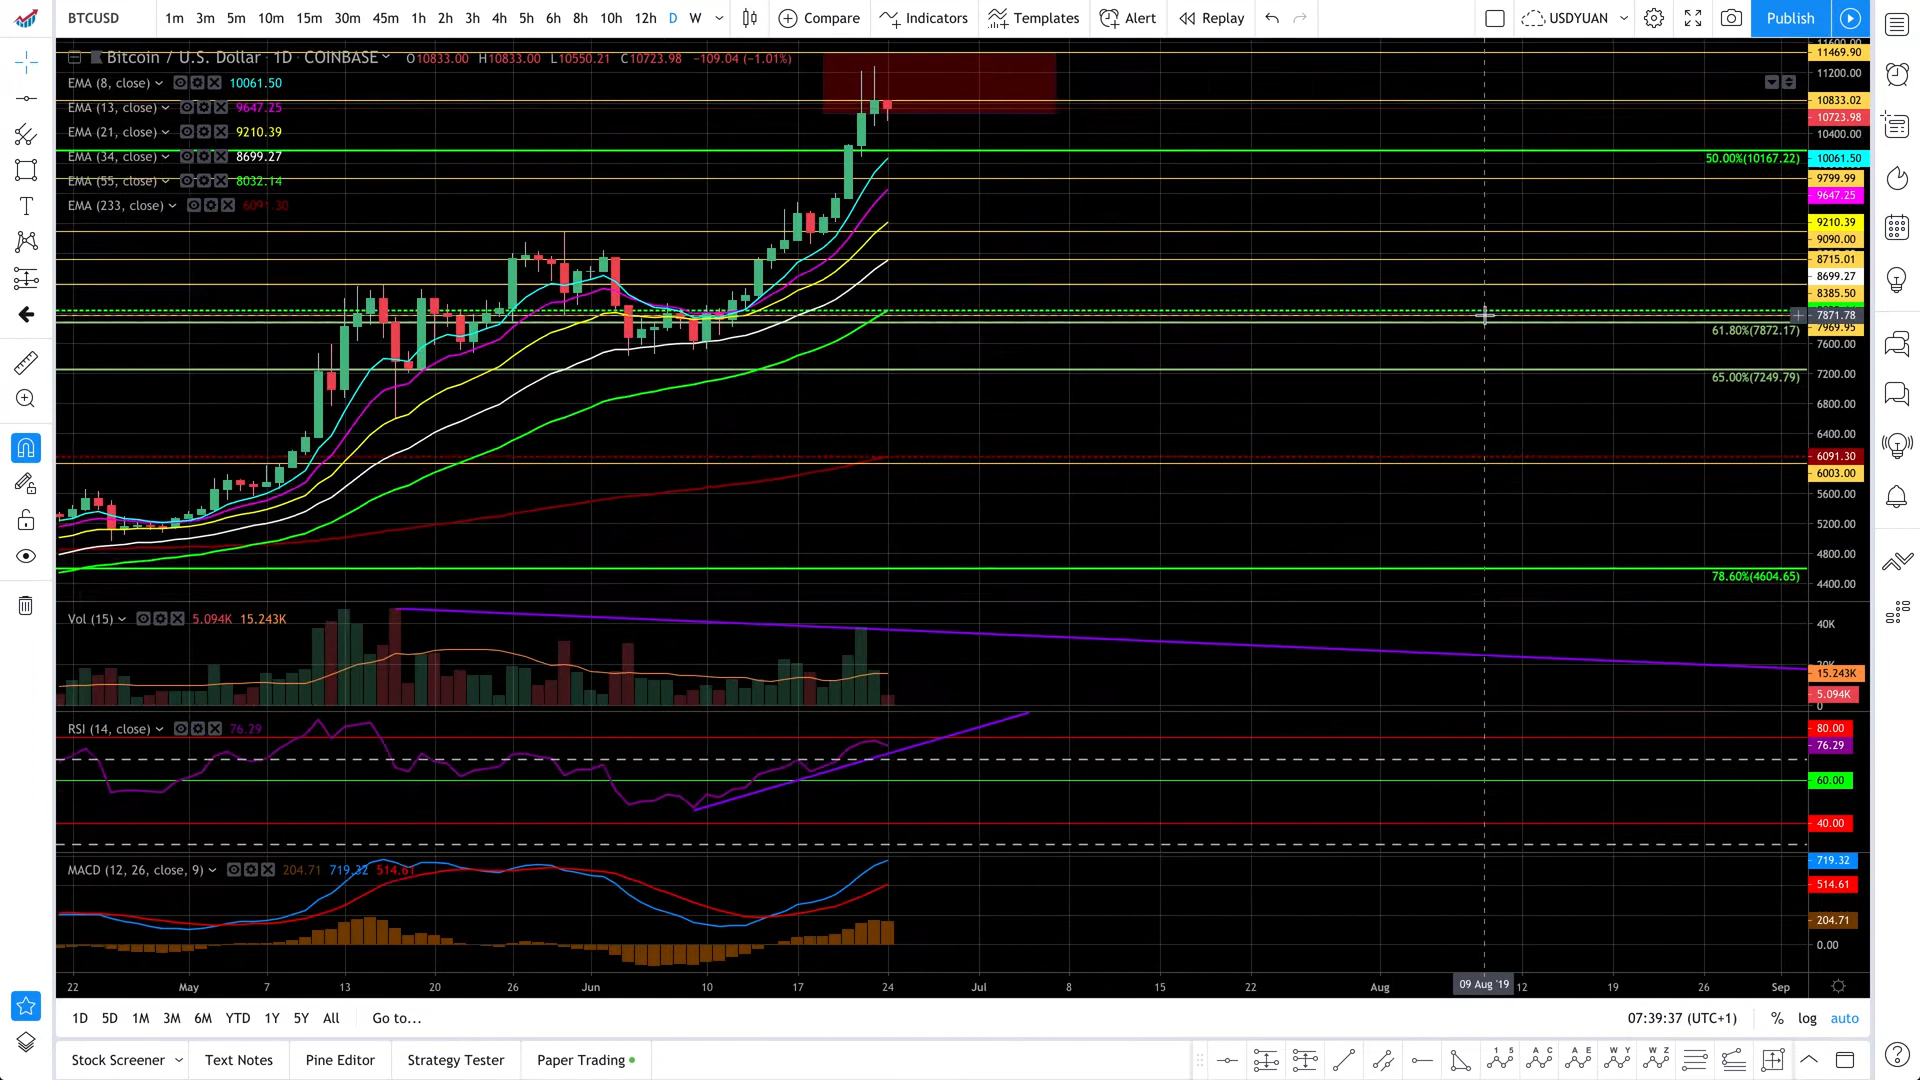 BTCUSD 1m 3m 5m 10m 15m 30m 45m 1h 2h 3h 4h 5h 6h 8h 10h 12h D W Compare Indicators Templates Alert Replay USDYUAN Publish
Bitcoin / U.S. Dollar 1D COINBASE O10833.00 H10833.00 L10550.21 C10723.98 −109.04 (−1.01%)
EMA (8, close) 10061.50
EMA (13, close) 9647.25
EMA (21, close) 9210.39
EMA (34, close) 8699.27
EMA (55, close) 8032.14
EMA (233, close) 6091.30
11469.90
11200.00
10833.02
10723.98
10400.00
50.00%(10167.22) 10061.50
9799.99
9647.25
9210.39
9090.00
8715.01
8699.27
8385.50
7871.78
7969.95
61.80%(7872.17)
7600.00
65.00%(7249.79) 7200.00
6800.00
6400.00
6091.30
6003.00
5600.00
5200.00
4800.00
78.60%(4604.65) 4400.00
Vol (15) 5.094K 15.243K
40K
20K
15.243K
5.094K
0
RSI (14, close) 76.29
80.00
76.29
60.00
40.00
MACD (12, 26, close, 9) 204.71 719.32 514.61
719.32
514.61
204.71
0.00
22 May 7 13 20 26 Jun 10 17 24 Jul 8 15 22 Aug 09 Aug '19 12 19 26 Sep
1D 5D 1M 3M 6M YTD 1Y 5Y All Go to... 07:39:37 (UTC+1) % log auto
Stock Screener Text Notes Pine Editor Strategy Tester Paper Trading
1 5 A C A E W Y W Z